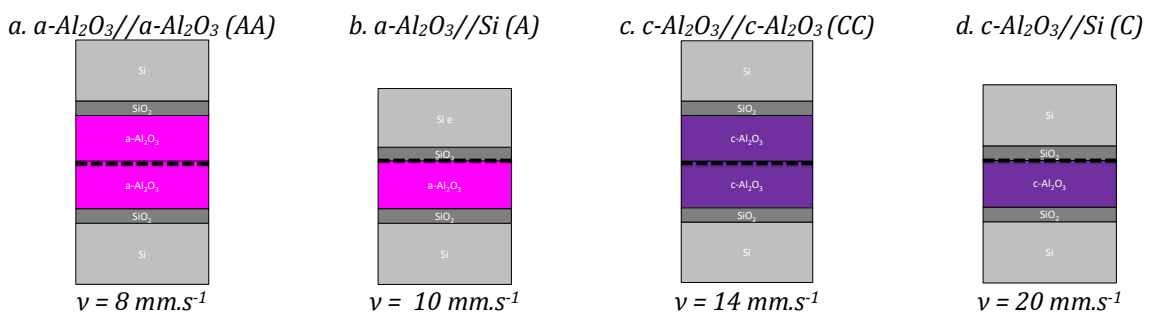 a. a-Al₂O₃//a-Al₂O₃ (AA)
Si
SiO₂
a-Al₂O₃
a-Al₂O₃
SiO₂
Si
v = 8 mm.s⁻¹
b. a-Al₂O₃//Si (A)
Si e
SiO₂
a-Al₂O₃
SiO₂
Si
v = 10 mm.s⁻¹
c. c-Al₂O₃//c-Al₂O₃ (CC)
Si
SiO₂
c-Al₂O₃
c-Al₂O₃
SiO₂
Si
v = 14 mm.s⁻¹
d. c-Al₂O₃//Si (C)
Si
SiO₂
c-Al₂O₃
SiO₂
Si
v = 20 mm.s⁻¹